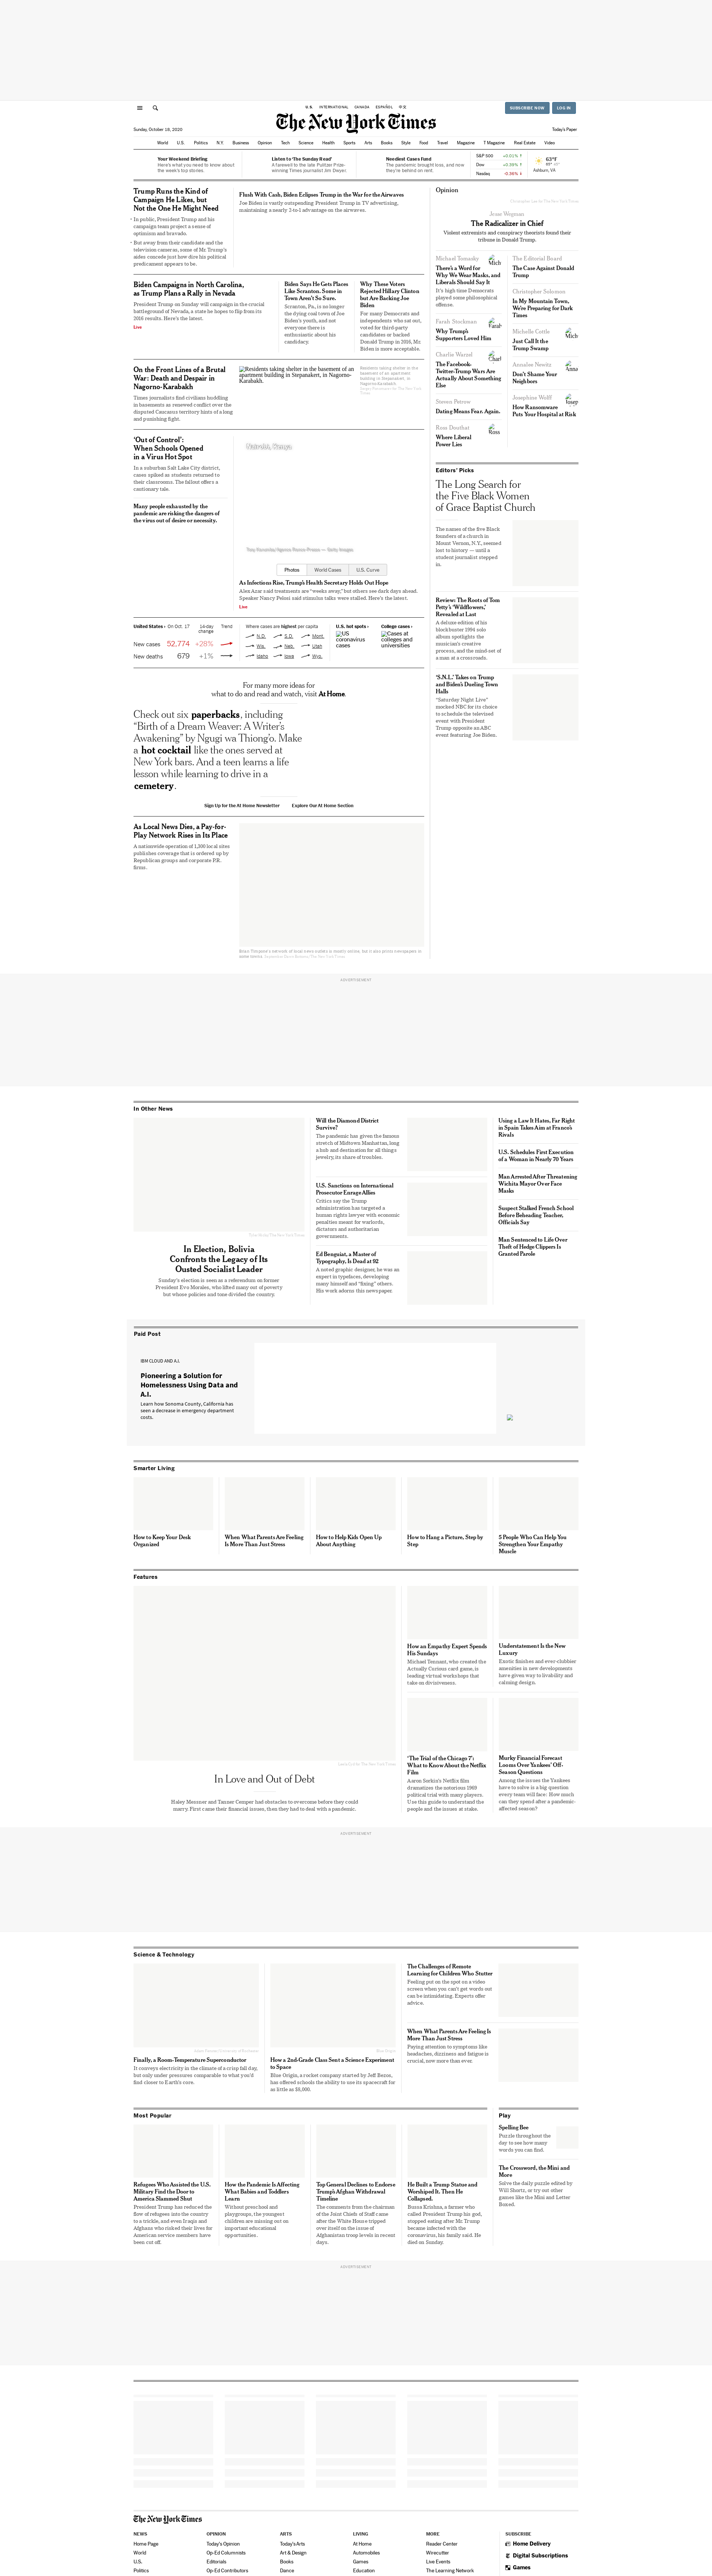 U.S. INTERNATIONAL CANADA ESPAÑOL 中文
SUBSCRIBE NOW LOG IN
The New York Times
Sunday, October 18, 2020
Today's Paper
World U.S. Politics N.Y. Business Opinion Tech Science Health Sports Arts Books Style Food Travel Magazine T Magazine Real Estate Video
Your Weekend Briefing
Here's what you need to know about
the week's top stories.
Listen to 'The Sunday Read'
A farewell to the late Pulitzer Prize-
winning Times journalist Jim Dwyer.
Neediest Cases Fund
The pandemic brought loss, and now
they're behind on rent.
S&P 500 +0.01%
Dow +0.39%
Nasdaq -0.36%
63°F
Ashburn, VA
Trump Runs the Kind of
Campaign He Likes, but
Not the One He Might Need
In public, President Trump and his
campaign team project a sense of
optimism and bravado.
But away from their candidate and the
television cameras, some of Mr. Trump's
aides concede just how dire his political
predicament appears to be.
Flush With Cash, Biden Eclipses Trump in the War for the Airwaves
Joe Biden is vastly outspending President Trump in TV advertising,
maintaining a nearly 2-to-1 advantage on the airwaves.
Biden Campaigns in North Carolina,
as Trump Plans a Rally in Nevada
President Trump on Sunday will campaign in the crucial
battleground of Nevada, a state he hopes to flip from its
2016 results. Here's the latest.
Live
Biden Says He Gets Places
Like Scranton. Some in
Town Aren't So Sure.
Scranton, Pa., is no longer
the dying coal town of Joe
Biden's youth, and not
everyone there is
enthusiastic about his
candidacy.
Why These Voters
Rejected Hillary Clinton
but Are Backing Joe
Biden
For many Democrats and
independents who sat out,
voted for third-party
candidates or backed
Donald Trump in 2016, Mr.
Biden is more acceptable.
On the Front Lines of a Brutal
War: Death and Despair in
Nagorno-Karabakh
Times journalists find civilians huddling
in basements as renewed conflict over the
disputed Caucasus territory hints at a long
and punishing fight.
Residents taking shelter in the basement of an
apartment building in Stepanakert, in Nagorno-
Karabakh.
Residents taking shelter in the
basement of an apartment
building in Stepanakert, in
Nagorno-Karabakh.
'Out of Control':
When Schools Opened
in a Virus Hot Spot
In a suburban Salt Lake City district,
cases spiked as students returned to
their classrooms. The fallout offers a
cautionary tale.
Many people exhausted by the
pandemic are risking the dangers of
the virus out of desire or necessity.
Nairobi, Kenya
Tony Karumba/Agence France-Presse — Getty Images
Photos World Cases U.S. Curve
As Infections Rise, Trump's Health Secretary Holds Out Hope
Alex Azar said treatments are "weeks away," but others see dark days ahead.
Speaker Nancy Pelosi said stimulus talks were stalled. Here's the latest.
Live
United States › On Oct. 17 14-day
change Trend
New cases 52,774 +28%
New deaths 679 +1%
Where cases are highest per capita
N.D. S.D. Mont.
Wis. Neb. Utah
Idaho Iowa Wyo.
U.S. hot spots ›
US
coronavirus
cases
College cases ›
Cases at
colleges and
universities
For many more ideas for
what to do and read and watch, visit At Home.
Check out six paperbacks, including
"Birth of a Dream Weaver: A Writer's
Awakening" by Ngugi wa Thiong'o. Make
a hot cocktail like the ones served at
New York bars. And a teen learns a life
lesson while learning to drive in a
cemetery.
Sign Up for the At Home Newsletter Explore Our At Home Section
As Local News Dies, a Pay-for-
Play Network Rises in Its Place
A nationwide operation of 1,300 local sites
publishes coverage that is ordered up by
Republican groups and corporate P.R.
firms.
Opinion
Jesse Wegman
The Radicalizer in Chief
Violent extremists and conspiracy theorists found their
tribune in Donald Trump.
Michael Tomasky
Mich
There's a Word for
Why We Wear Masks, and
Liberals Should Say It
It's high time Democrats
played some philosophical
offense.
Farah Stockman
Farah
Why Trump's
Supporters Loved Him
Charlie Warzel
Charl
The Facebook-
Twitter-Trump Wars Are
Actually About Something
Else
Steven Petrow
Dating Means Fear. Again.
Ross Douthat
Ross
Where Liberal
Power Lies
The Editorial Board
The Case Against Donald
Trump
Christopher Solomon
In My Mountain Town,
We're Preparing for Dark
Times
Michelle Cottle
Mich
Just Call It the
Trump Swamp
Annalee Newitz
Anna
Don't Shame Your
Neighbors
Josephine Wolff
Josep
How Ransomware
Puts Your Hospital at Risk
Editors' Picks
The Long Search for
the Five Black Women
of Grace Baptist Church
The names of the five Black
founders of a church in
Mount Vernon, N.Y., seemed
lost to history — until a
student journalist stepped
in.
Review: The Roots of Tom
Petty's 'Wildflowers,'
Revealed at Last
A deluxe edition of his
blockbuster 1994 solo
album spotlights the
musician's creative
process, and the mind-set of
a man at a crossroads.
'S.N.L.' Takes on Trump
and Biden's Dueling Town
Halls
"Saturday Night Live"
mocked NBC for its choice
to schedule the televised
event with President
Trump opposite an ABC
event featuring Joe Biden.
ADVERTISEMENT
In Other News
In Election, Bolivia
Confronts the Legacy of Its
Ousted Socialist Leader
Sunday's election is seen as a referendum on former
President Evo Morales, who lifted many out of poverty
but whose policies and tone divided the country.
Will the Diamond District
Survive?
The pandemic has given the famous
stretch of Midtown Manhattan, long
a hub and destination for all things
jewelry, its share of troubles.
U.S. Sanctions on International
Prosecutor Enrage Allies
Critics say the Trump
administration has targeted a
human rights lawyer with economic
penalties meant for warlords,
dictators and authoritarian
governments.
Ed Benguiat, a Master of
Typography, Is Dead at 92
A noted graphic designer, he was an
expert in typefaces, developing
many himself and "fixing" others.
His work adorns this newspaper.
Using a Law It Hates, Far Right
in Spain Takes Aim at Franco's
Rivals
U.S. Schedules First Execution
of a Woman in Nearly 70 Years
Man Arrested After Threatening
Wichita Mayor Over Face
Masks
Suspect Stalked French School
Before Beheading Teacher,
Officials Say
Man Sentenced to Life Over
Theft of Hedge Clippers Is
Granted Parole
Paid Post
IBM CLOUD AND A.I.
Pioneering a Solution for
Homelessness Using Data and
A.I.
Learn how Sonoma County, California has
seen a decrease in emergency department
costs.
Smarter Living
How to Keep Your Desk
Organized
When What Parents Are Feeling
Is More Than Just Stress
How to Help Kids Open Up
About Anything
How to Hang a Picture, Step by
Step
5 People Who Can Help You
Strengthen Your Empathy
Muscle
Features
In Love and Out of Debt
Haley Messner and Tanner Cemper had obstacles to overcome before they could
marry. First came their financial issues, then they had to deal with a pandemic.
How an Empathy Expert Spends
His Sundays
Michael Tennant, who created the
Actually Curious card game, is
leading virtual workshops that
take on divisiveness.
Understatement Is the New
Luxury
Exotic finishes and ever-clubbier
amenities in new developments
have given way to livability and
calming design.
'The Trial of the Chicago 7':
What to Know About the Netflix
Film
Aaron Sorkin's Netflix film
dramatizes the notorious 1969
political trial with many players.
Use this guide to understand the
people and the issues at stake.
Murky Financial Forecast
Looms Over Yankees' Off-
Season Questions
Among the issues the Yankees
have to solve is a big question
every team will face: How much
can they spend after a pandemic-
affected season?
ADVERTISEMENT
Science & Technology
Finally, a Room-Temperature Superconductor
It conveys electricity in the climate of a crisp fall day,
but only under pressures comparable to what you'd
find closer to Earth's core.
How a 2nd-Grade Class Sent a Science Experiment
to Space
Blue Origin, a rocket company started by Jeff Bezos,
has offered schools the ability to use its spacecraft for
as little as $8,000.
The Challenges of Remote
Learning for Children Who Stutter
Feeling put on the spot on a video
screen when you can't get words out
can be intimidating. Experts offer
advice.
When What Parents Are Feeling Is
More Than Just Stress
Paying attention to symptoms like
headaches, dizziness and fatigue is
crucial, now more than ever.
Most Popular
Refugees Who Assisted the U.S.
Military Find the Door to
America Slammed Shut
President Trump has reduced the
flow of refugees into the country
to a trickle, and even Iraqis and
Afghans who risked their lives for
American service members have
been cut off.
How the Pandemic Is Affecting
What Babies and Toddlers
Learn
Without preschool and
playgroups, the youngest
children are missing out on
important educational
opportunities.
Top General Declines to Endorse
Trump's Afghan Withdrawal
Timeline
The comments from the chairman
of the Joint Chiefs of Staff came
after the White House tripped
over itself on the issue of
Afghanistan troop levels in recent
days.
He Built a Trump Statue and
Worshiped It. Then He
Collapsed.
Bussa Krishna, a farmer who
called President Trump his god,
stopped eating after Mr. Trump
became infected with the
coronavirus, his family said. He
died on Sunday.
Play
Spelling Bee
Puzzle throughout the
day to see how many
words you can find.
The Crossword, the Mini and
More
Solve the daily puzzle edited by
Will Shortz, or try out other
games like the Mini and Letter
Boxed.
ADVERTISEMENT
The New York Times
NEWS
Home Page
World
U.S.
Politics
OPINION
Today's Opinion
Op-Ed Columnists
Editorials
Op-Ed Contributors
ARTS
Today's Arts
Art & Design
Books
Dance
LIVING
At Home
Automobiles
Games
Education
MORE
Reader Center
Wirecutter
Live Events
The Learning Network
SUBSCRIBE
Home Delivery
Digital Subscriptions
Games